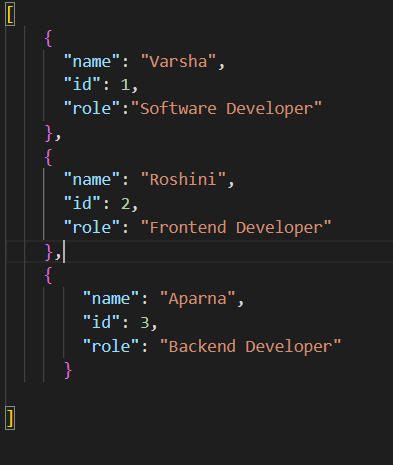 [
{
"name": "Varsha",
"id": 1,
"role":"Software Developer"
},
{
"name": "Roshini",
"id": 2,
"role": "Frontend Developer"
},
{
"name": "Aparna",
"id": 3,
"role": "Backend Developer"
}
]